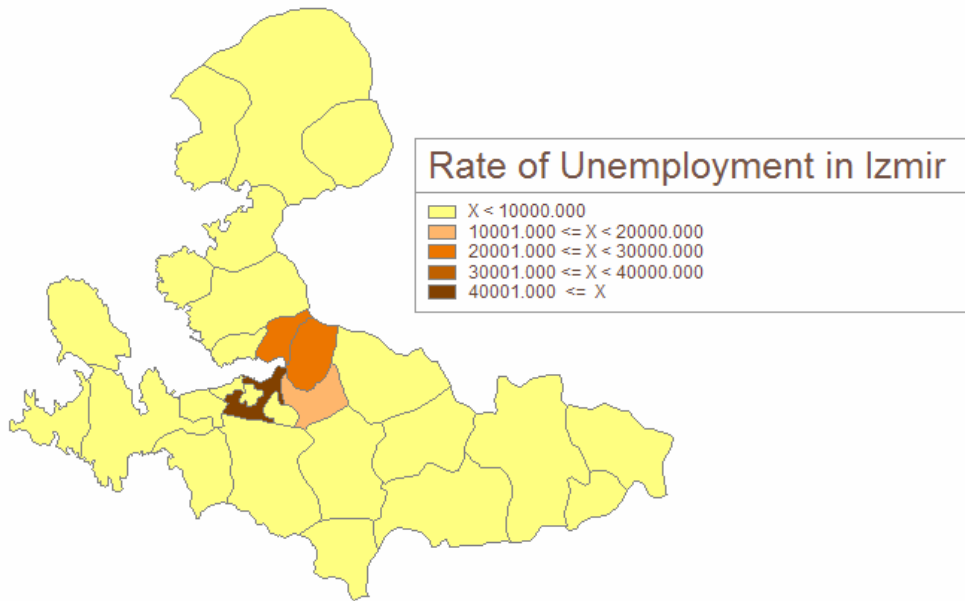 Rate of Unemployment in Izmir
X < 10000.000
10001.000 <= X < 20000.000
20001.000 <= X < 30000.000
30001.000 <= X < 40000.000
40001.000 <= X